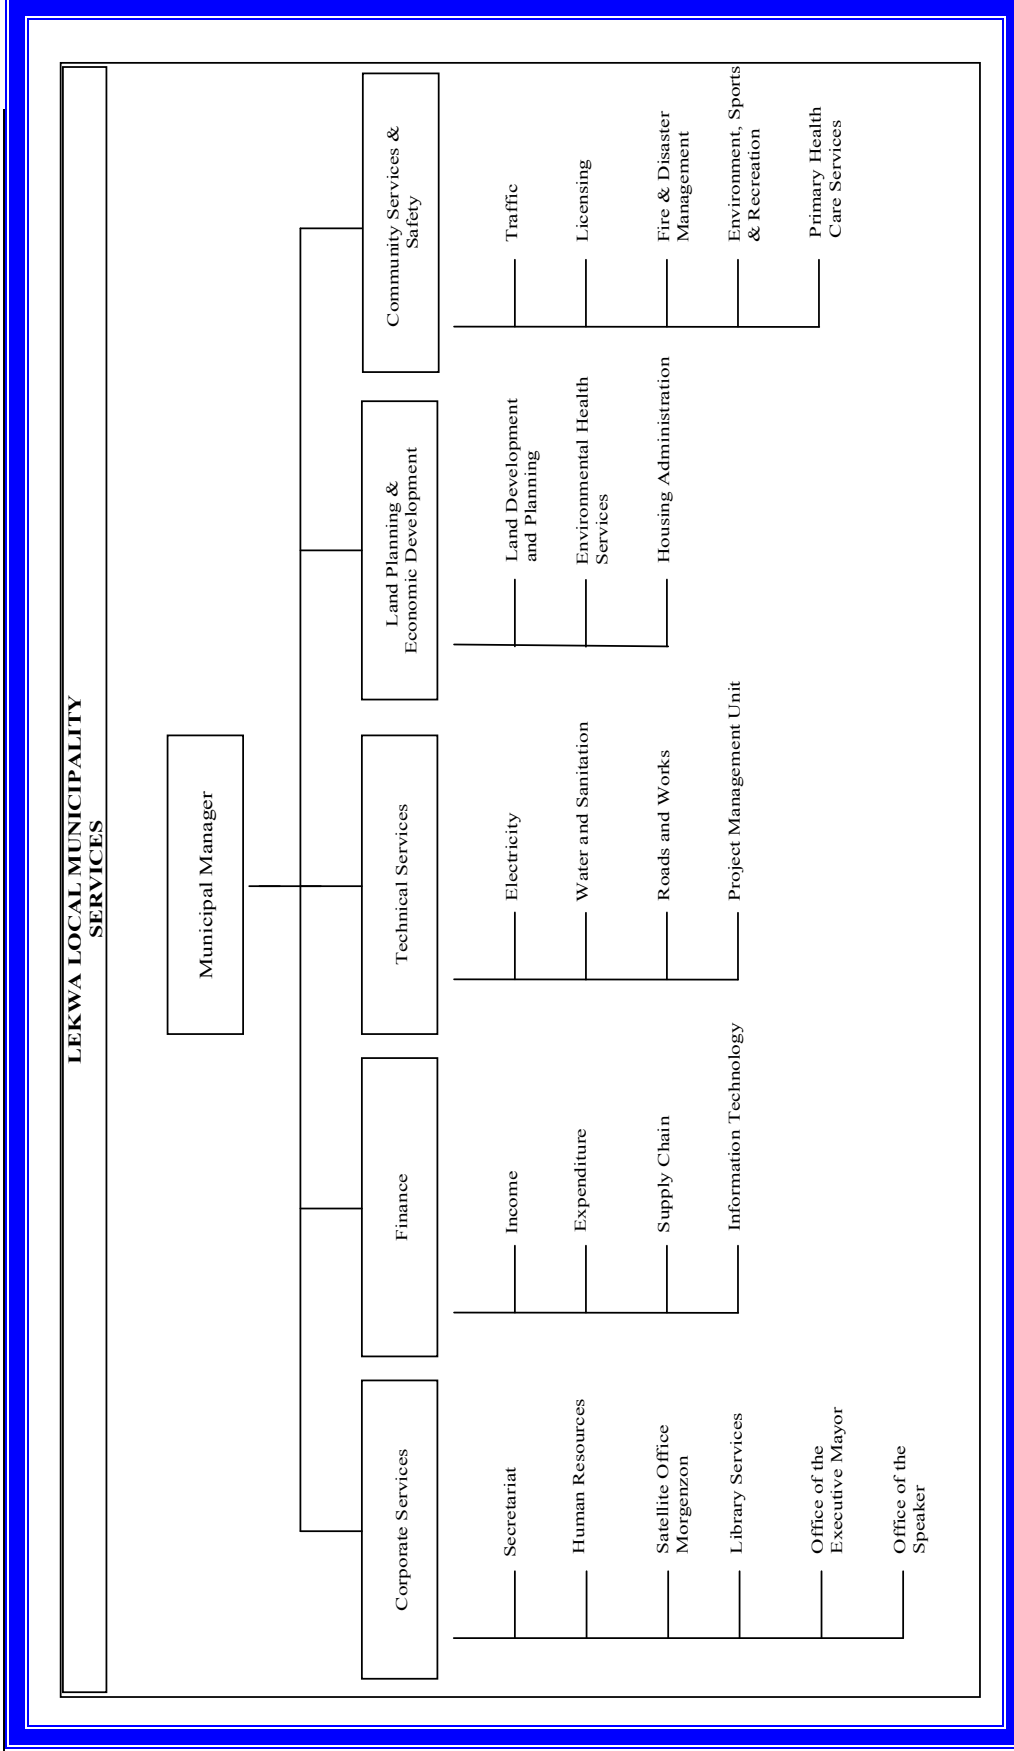 LEKWA LOCAL MUNICIPALITY
SERVICES
Municipal Manager
Corporate Services
Secretariat
Human Resources
Satellite Office
Morgenzon
Library Services
Office of the
Executive Mayor
Office of the
Speaker
Finance
Income
Expenditure
Supply Chain
Information Technology
Technical Services
Electricity
Water and Sanitation
Roads and Works
Project Management Unit
Land Planning &
Economic Development
Land Development
and Planning
Environmental Health
Services
Housing Administration
Community Services &
Safety
Traffic
Licensing
Fire & Disaster
Management
Environment, Sports
& Recreation
Primary Health
Care Services